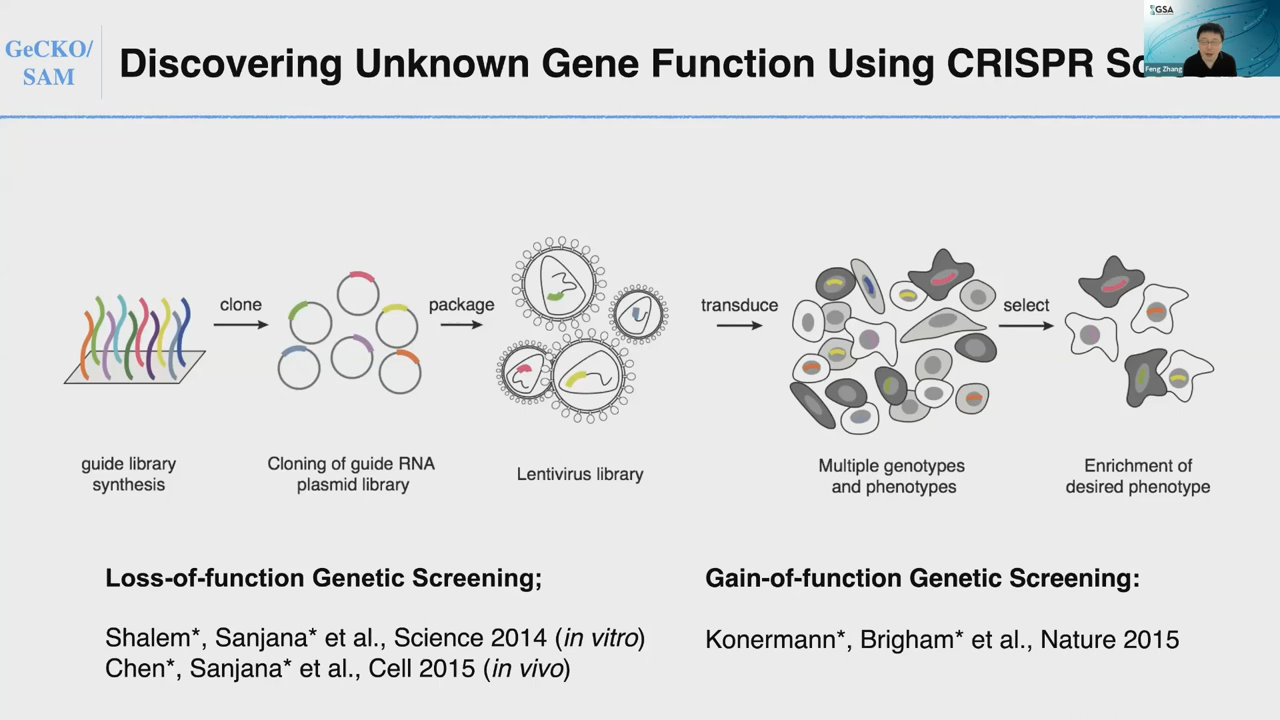 GeCKO/
SAM
Discovering Unknown Gene Function Using CRISPR
GSA
Feng Zhang
clone
package
transduce
select
guide library
synthesis
Cloning of guide RNA
plasmid library
Lentivirus library
Multiple genotypes
and phenotypes
Enrichment of
desired phenotype
Loss-of-function Genetic Screening;
Shalem*, Sanjana* et al., Science 2014 (in vitro)
Chen*, Sanjana* et al., Cell 2015 (in vivo)
Gain-of-function Genetic Screening:
Konermann*, Brigham* et al., Nature 2015